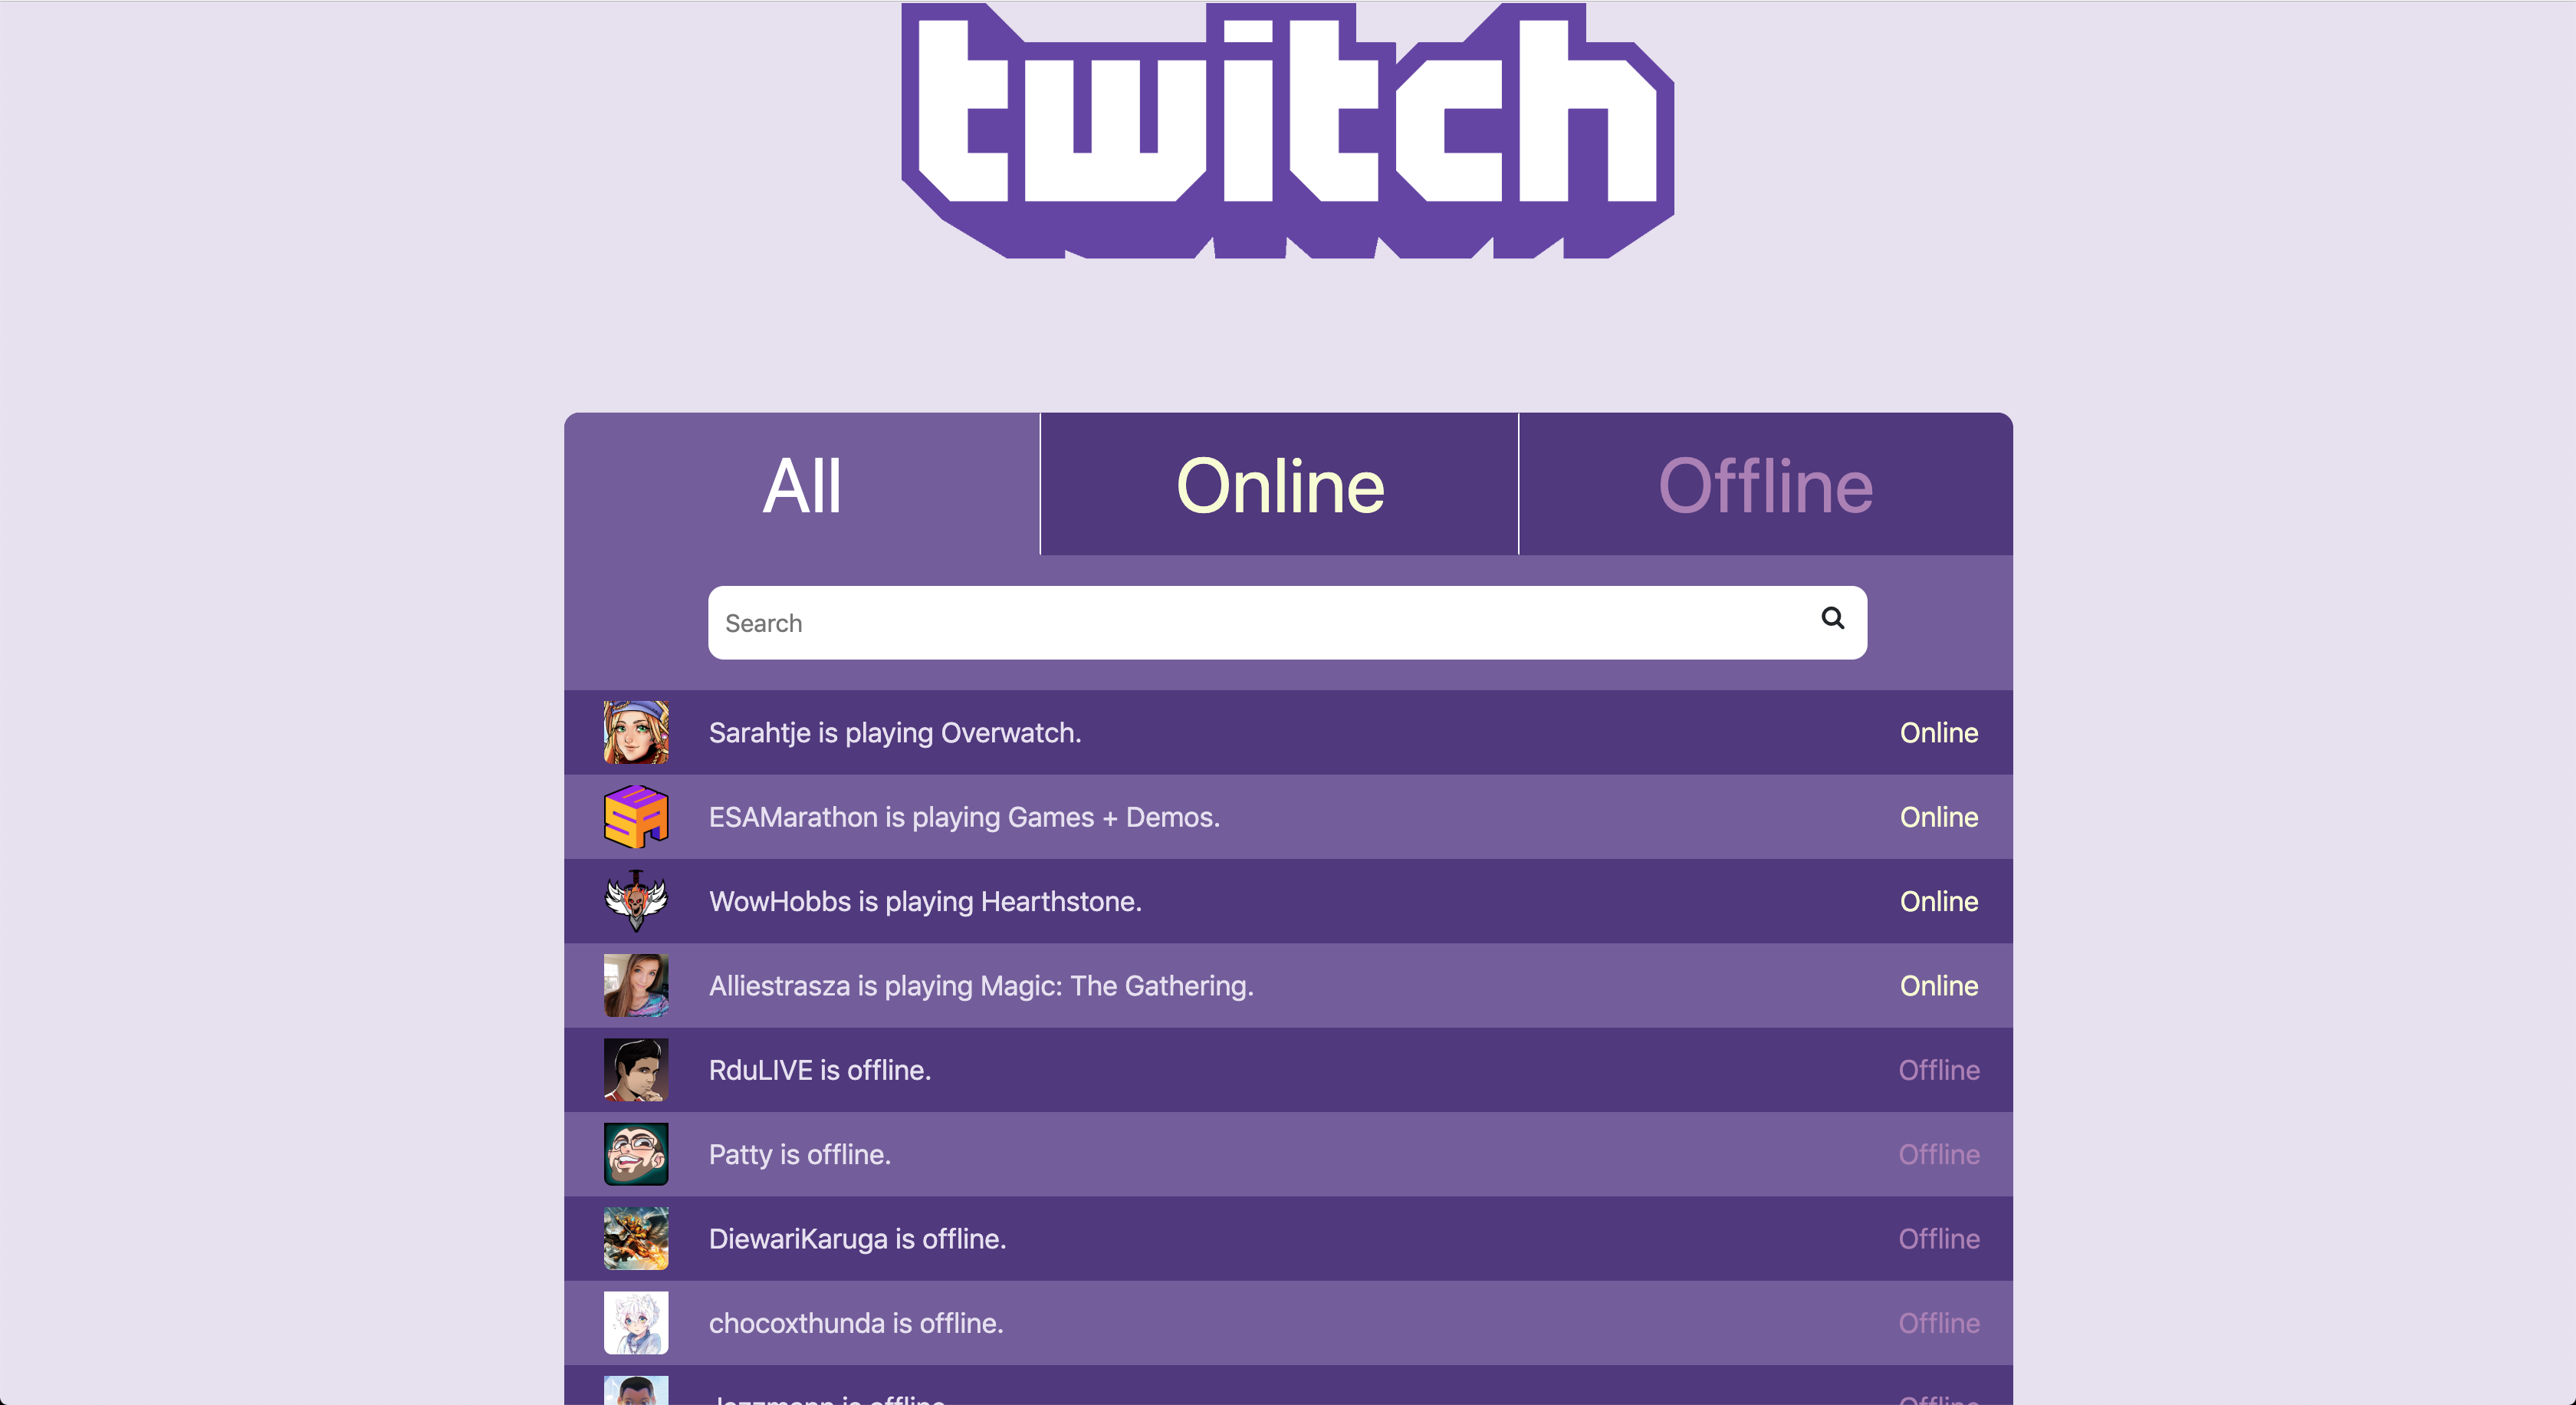 twitch
All Online Offline
Search
Sarahtje is playing Overwatch. Online
ESAMarathon is playing Games + Demos. Online
WowHobbs is playing Hearthstone. Online
Alliestrasza is playing Magic: The Gathering. Online
RduLIVE is offline. Offline
Patty is offline. Offline
DiewariKaruga is offline. Offline
chocoxthunda is offline. Offline
is offline. Offline